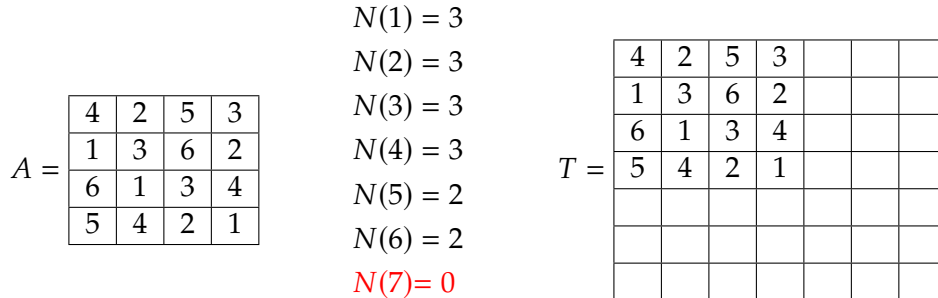 N(1) = 3
N(2) = 3
N(3) = 3
N(4) = 3
N(5) = 2
N(6) = 2
N(7)= 0
A =
4 2 5 3
1 3 6 2
6 1 3 4
5 4 2 1
T =
4 2 5 3
1 3 6 2
6 1 3 4
5 4 2 1